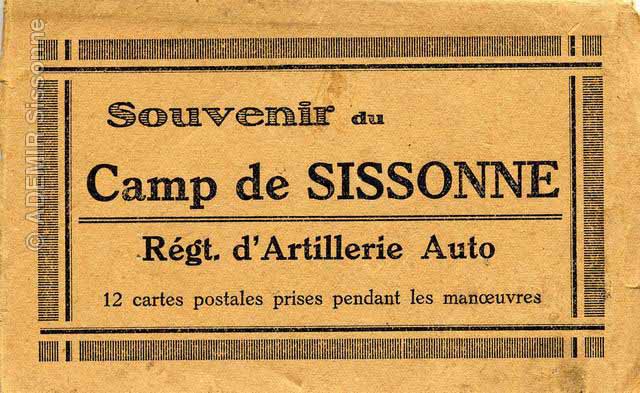 Souvenir du
Camp de SISSONNE
Régt. d'Artillerie Auto
12 cartes postales prises pendant les manœuvres
© ADEMIR Sissonne